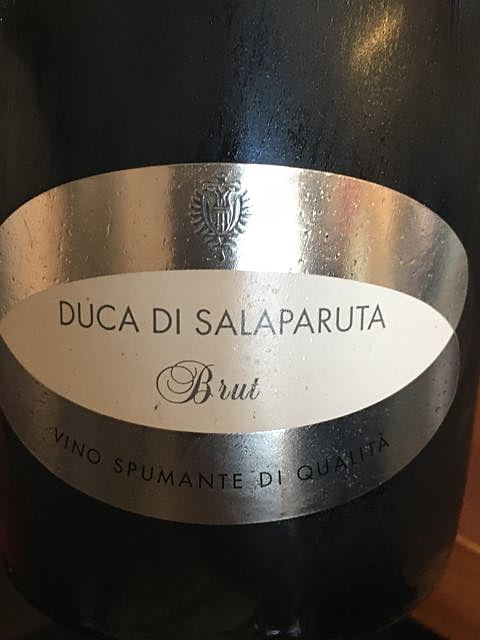 DUCA DI SALAPARUTA
Brut
VINO SPUMANTE DI QUALITÀ